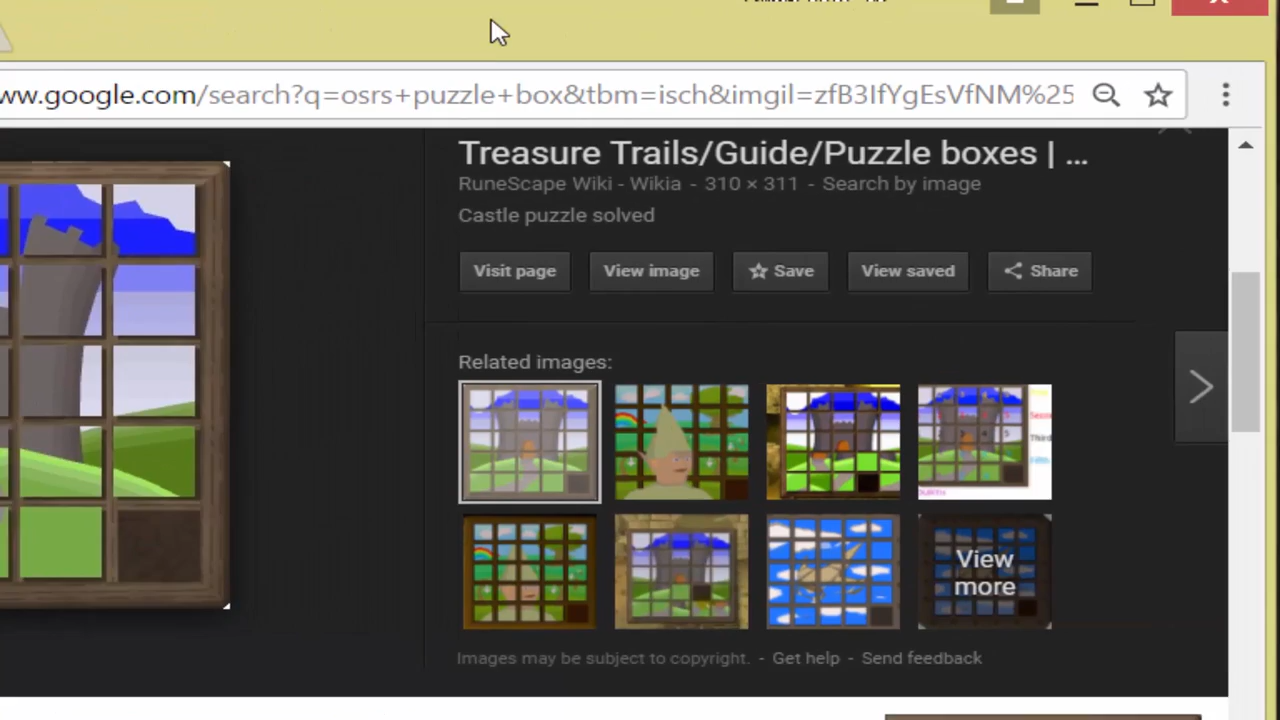 ww.google.com/search?q=osrs+puzzle+box&tbm=isch&imgil=zfB3IfYgEsVfNM%25
Treasure Trails/Guide/Puzzle boxes | ...
RuneScape Wiki - Wikia - 310 × 311 - Search by image
Castle puzzle solved
Visit page View image Save View saved Share
Related images:
View
more
Images may be subject to copyright. - Get help - Send feedback